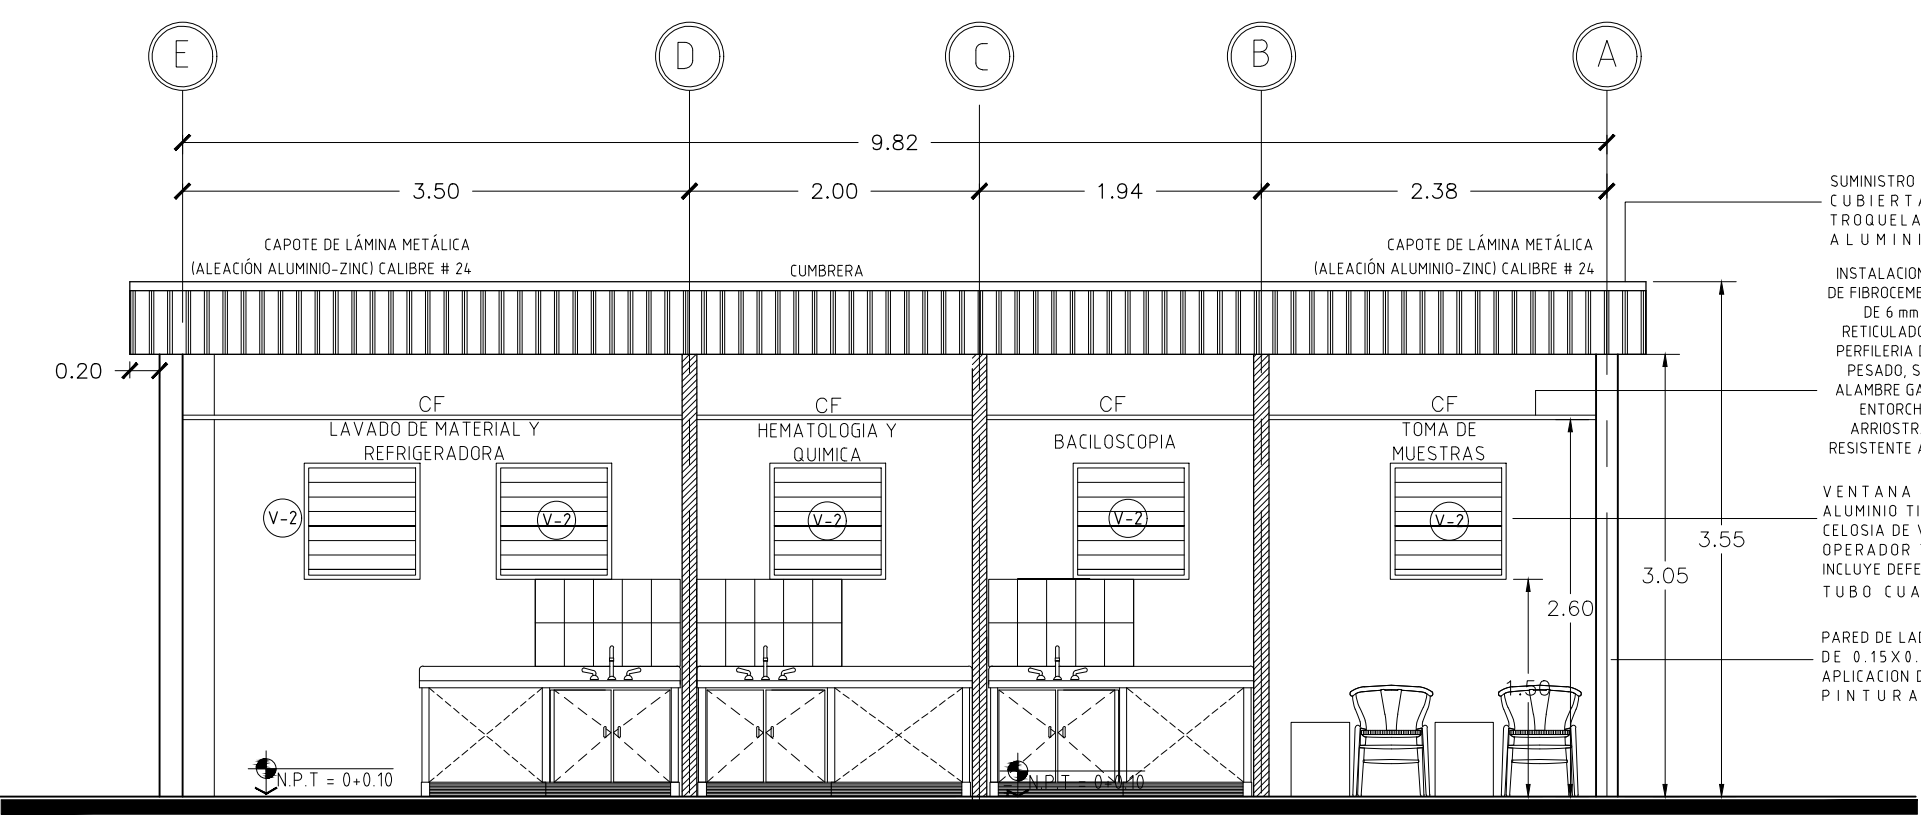 E
D
C
B
A
9.82
3.50
2.00
1.94
2.38
CAPOTE DE LÁMINA METÁLICA
(ALEACIÓN ALUMINIO-ZINC) CALIBRE # 24
CUMBRERA
CAPOTE DE LÁMINA METÁLICA
(ALEACIÓN ALUMINIO-ZINC) CALIBRE # 24
0.20
CF
LAVADO DE MATERIAL Y
REFRIGERADORA
CF
HEMATOLOGIA Y
QUIMICA
CF
BACILOSCOPIA
CF
TOMA DE
MUESTRAS
V-2
V-2
V-2
V-2
V-2
3.55
3.05
2.60
1.50
N.P.T = 0+0.10
N.P.T = 0+0.10
SUMINISTRO
CUBIERTA
TROQUELA
ALUMINI
INSTALACION
DE FIBROCEME
DE 6 mm
RETICULADO
PERFILERIA D
PESADO, S
ALAMBRE GA
ENTORCH
ARRIOSTRA
RESISTENTE A
VENTANA
ALUMINIO TI
CELOSIA DE V
OPERADOR T
INCLUYE DEFE
TUBO CUA
PARED DE LAD
DE 0.15X0.
APLICACION D
PINTURA